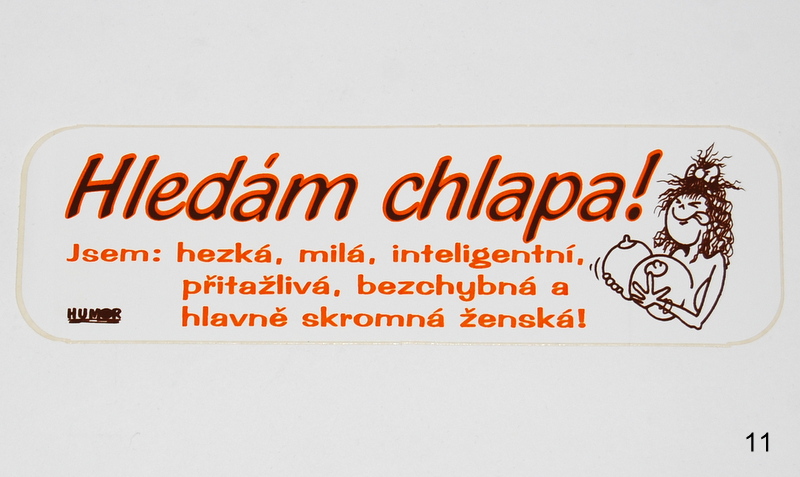 Hledám chlapa!
Jsem: hezká, milá, inteligentní,
přitažlivá, bezchybná a
hlavně skromná ženská!
HUMOR
11